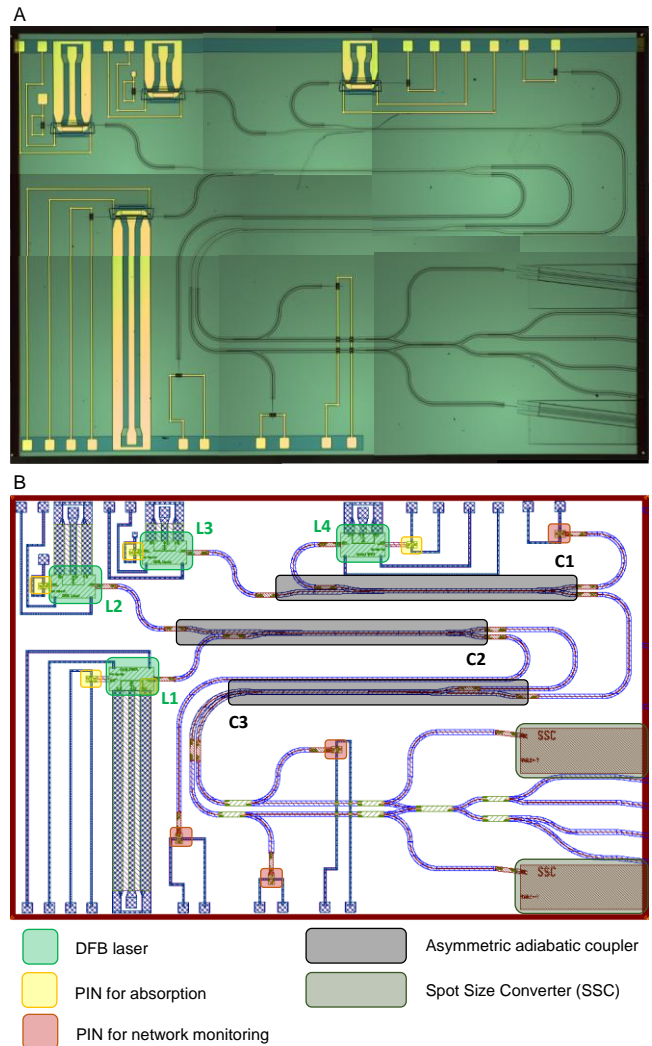 A
B
L3
L4
C1
L2
C2
L1
C3
SSC
SSC
DFB laser
Asymmetric adiabatic coupler
PIN for absorption
Spot Size Converter (SSC)
PIN for network monitoring